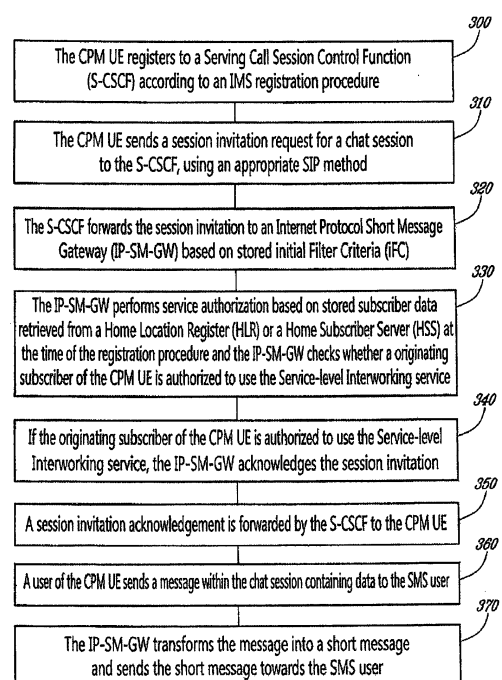 300
The CPM UE registers to a Serving Call Session Control Function
(S-CSCF) according to an IMS registration procedure
310
The CPM UE sends a session invitation request for a chat session
to the S-CSCF, using an appropriate SIP method
320
The S-CSCF forwards the session invitation to an Internet Protocol Short Message
Gateway (IP-SM-GW) based on stored initial Filter Criteria (iFC)
330
The IP-SM-GW performs service authorization based on stored subscriber data
retrieved from a Home Location Register (HLR) or a Home Subscriber Server (HSS) at
the time of the registration procedure and the IP-SM-GW checks whether a originating
subscriber of the CPM UE is authorized to use the Service-level Interworking service
340
If the originating subscriber of the CPM UE is authorized to use the Service-level
Interworking service, the IP-SM-GW acknowledges the session invitation
350
A session invitation acknowledgement is forwarded by the S-CSCF to the CPM UE
360
A user of the CPM UE sends a message within the chat session containing data to the SMS user
370
The IP-SM-GW transforms the message into a short message
and sends the short message towards the SMS user